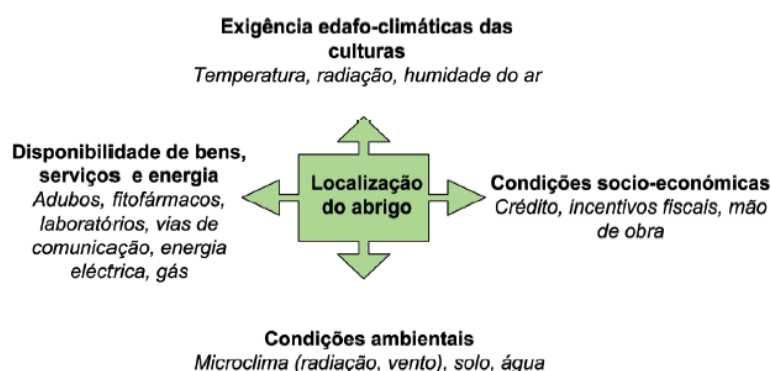 Exigência edafo-climáticas das
culturas
Temperatura, radiação, humidade do ar
Disponibilidade de bens,
serviços e energia
Adubos, fitofármacos,
laboratórios, vias de
comunicação, energia
eléctrica, gás
Localização
do abrigo
Condições socio-económicas
Crédito, incentivos fiscais, mão
de obra
Condições ambientais
Microclima (radiação, vento), solo, água